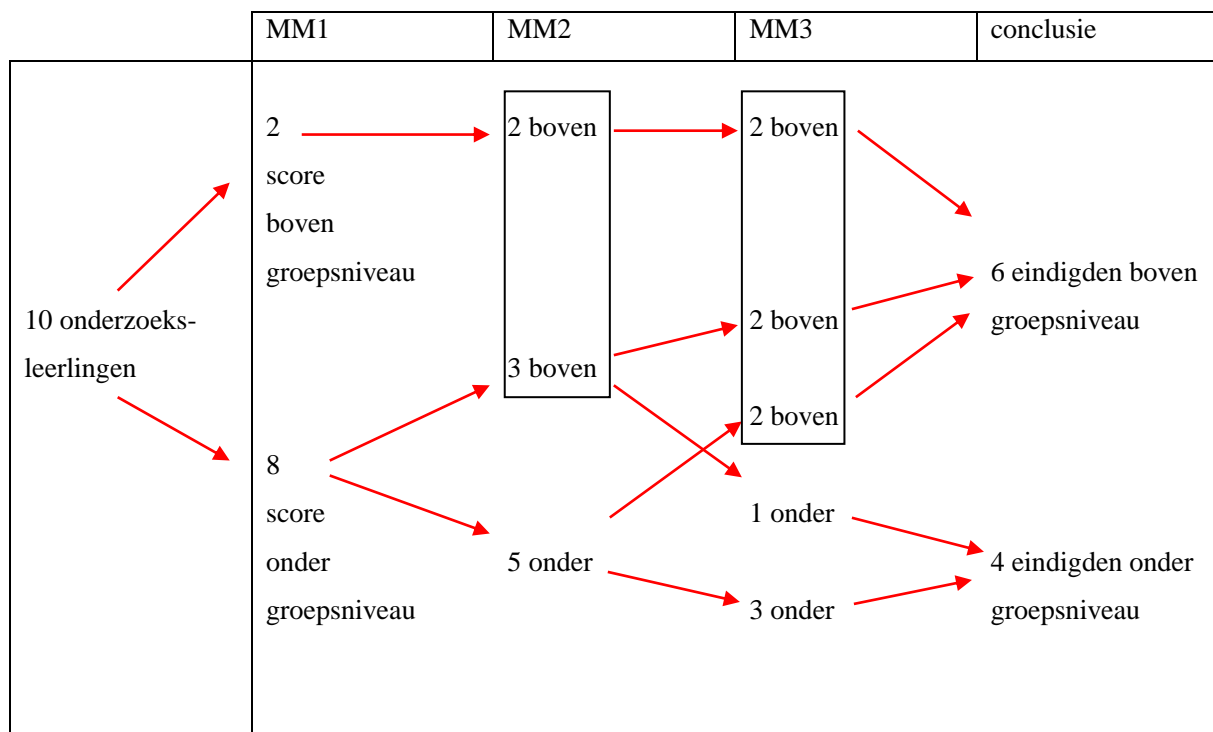 MM1
MM2
MM3
conclusie
10 onderzoeks-
leerlingen
2
score
boven
groepsniveau
8
score
onder
groepsniveau
2 boven
3 boven
5 onder
2 boven
2 boven
2 boven
1 onder
3 onder
6 eindigden boven
groepsniveau
4 eindigden onder
groepsniveau